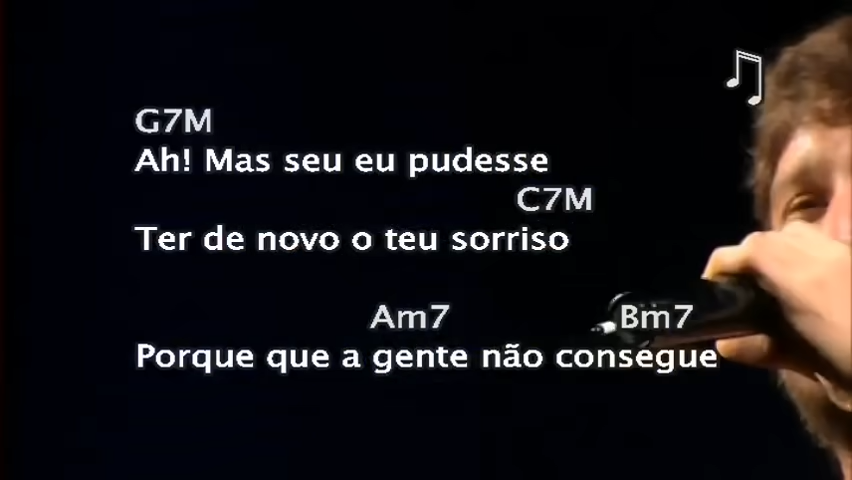 G7M
Ah! Mas seu eu pudesse
C7M
Ter de novo o teu sorriso
Am7 Bm7
Porque que a gente não consegue